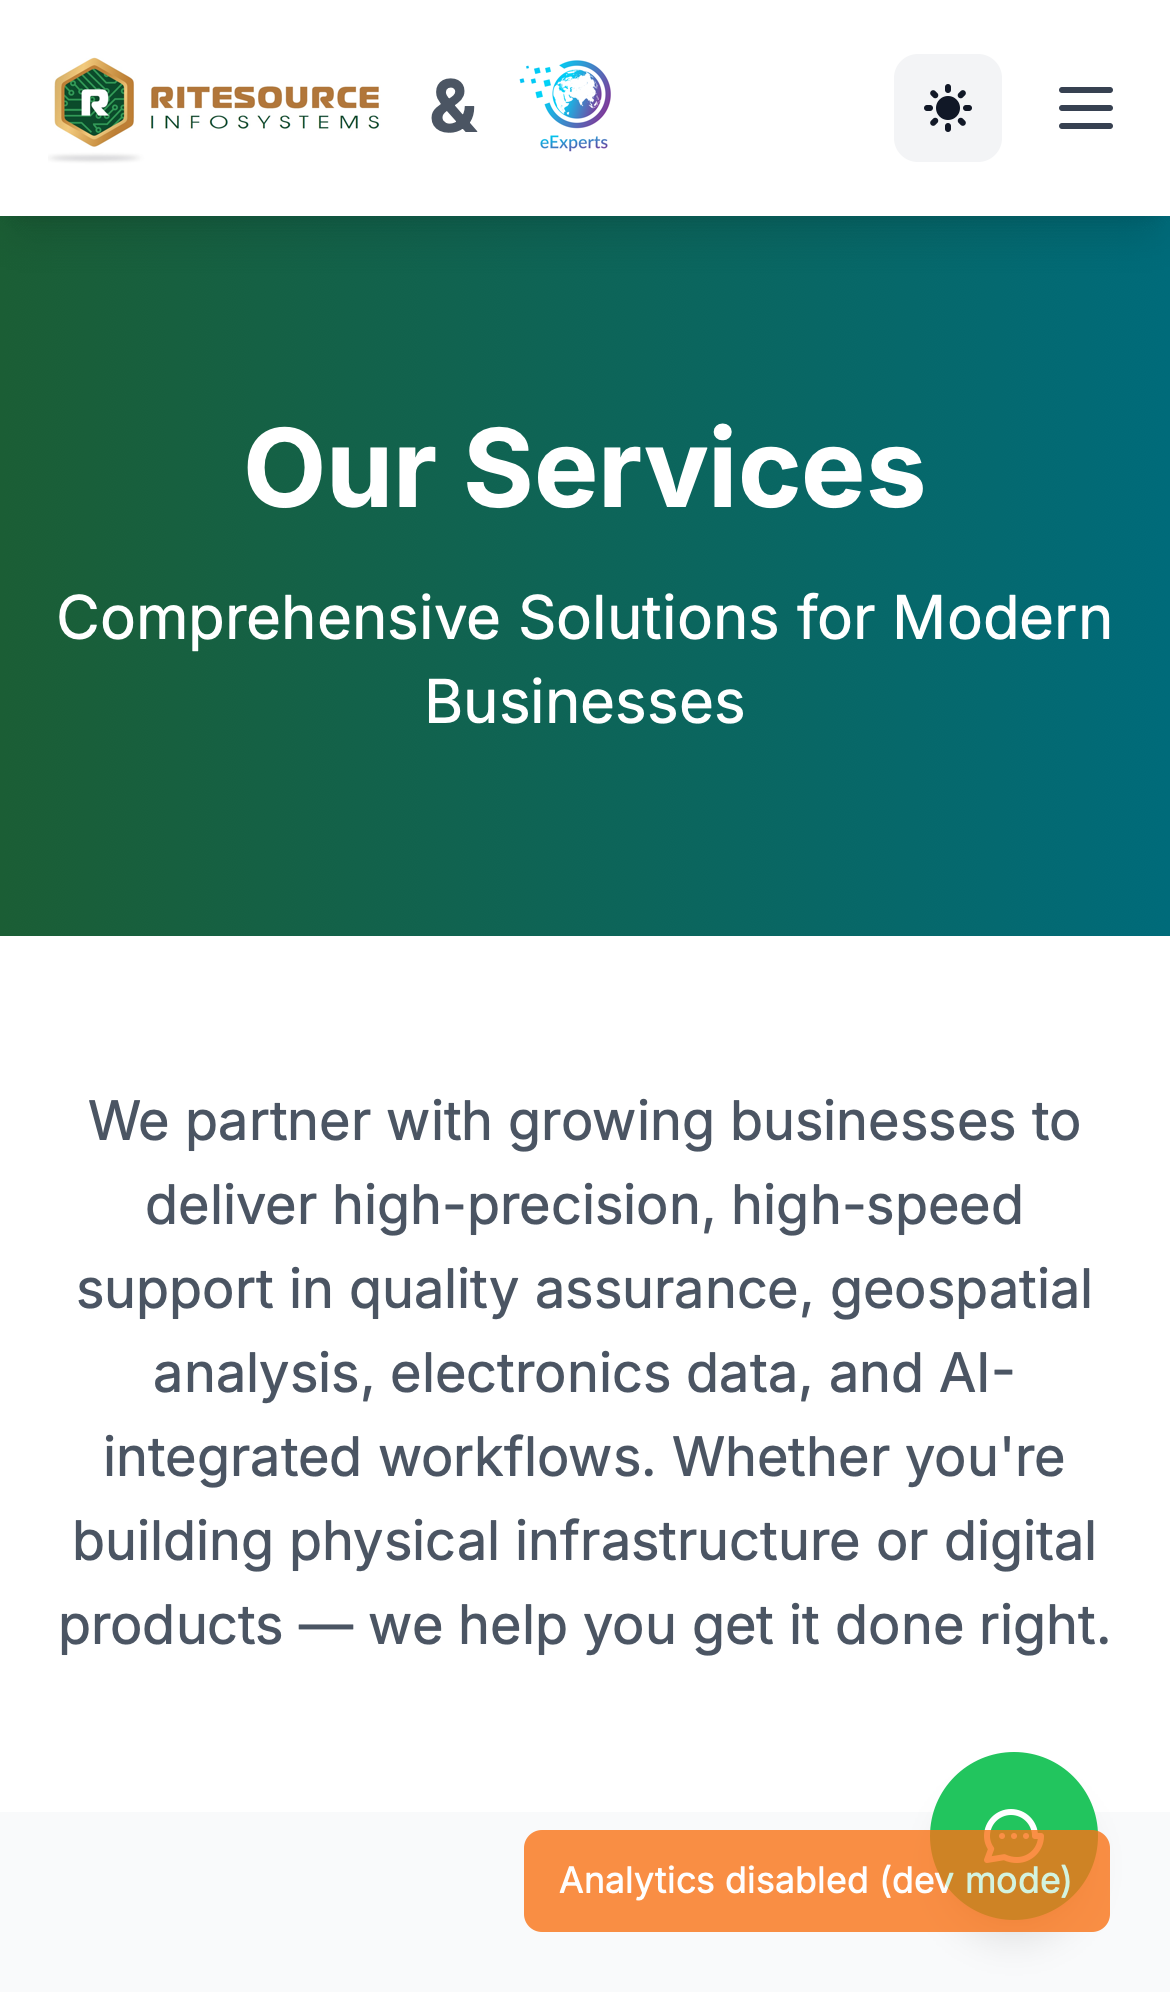 R RITESOURCE
INFOSYSTEMS
&
eExperts
Our Services
Comprehensive Solutions for Modern
Businesses
We partner with growing businesses to
deliver high-precision, high-speed
support in quality assurance, geospatial
analysis, electronics data, and AI-
integrated workflows. Whether you're
building physical infrastructure or digital
products — we help you get it done right.
Analytics disabled (dev mode)